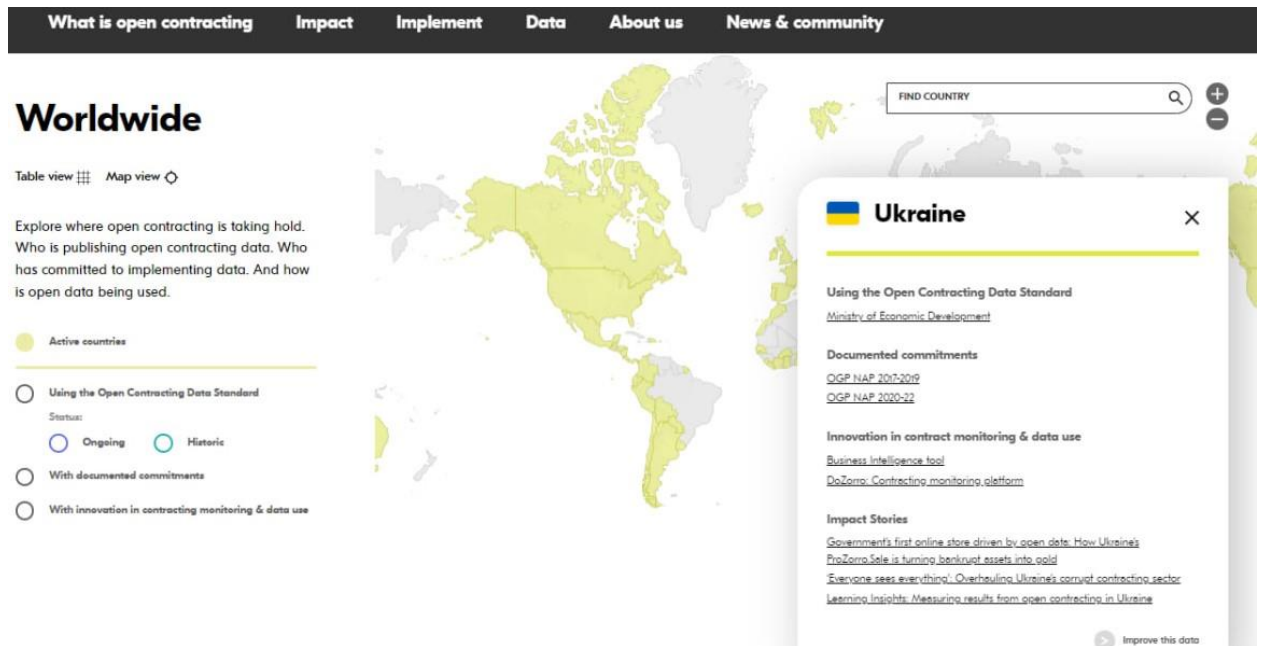 What is open contracting Impact Implement Data About us News & community
Worldwide
Table view Map view
Explore where open contracting is taking hold.
Who is publishing open contracting data. Who
has committed to implementing data. And how
is open data being used.
Active countries
Using the Open Contracting Data Standard
Status:
Ongoing Historic
With documented commitments
With innovation in contracting monitoring & data use
FIND COUNTRY
Ukraine
Using the Open Contracting Data Standard
Ministry of Economic Development
Documented commitments
OGP NAP 2017-2019
OGP NAP 2020-22
Innovation in contract monitoring & data use
Business Intelligence tool
DoZorro: Contracting monitoring platform
Impact Stories
Government's first online store driven by open data: How Ukraine's
ProZorro.Sale is turning bankrupt assets into gold
'Everyone sees everything': Overhauling Ukraine's corrupt contracting sector
Learning Insights: Measuring results from open contracting in Ukraine
Improve this data